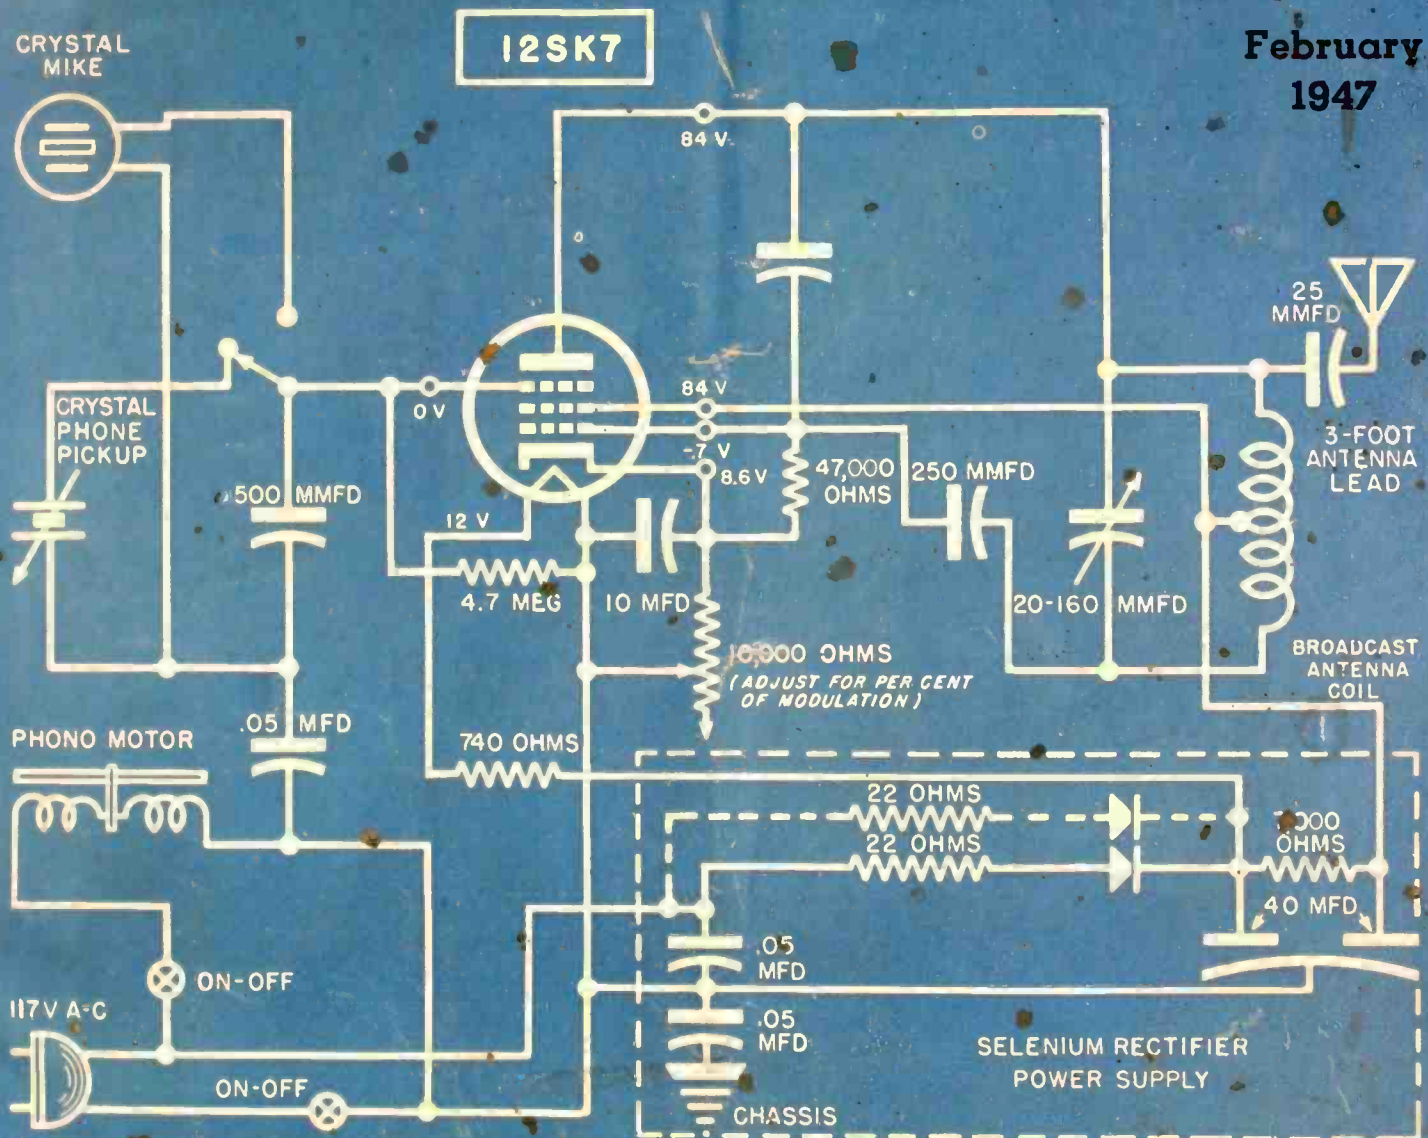 CRYSTAL
MIKE
12SK7
February
1947
84 V.
25
MMFD
0 V
84 V
-.7 V
8.6 V
CRYSTAL
PHONE
PICKUP
3-FOOT
ANTENNA
LEAD
47,000
OHMS
250 MMFD
500 MMFD
12 V
4.7 MEG
10 MFD
20-160 MMFD
10,000 OHMS
(ADJUST FOR PER CENT
OF MODULATION)
BROADCAST
ANTENNA
COIL
.05 MFD
PHONO MOTOR
740 OHMS
22 OHMS
22 OHMS
OHMS
40 MFD
.05
MFD
ON-OFF
117V A-C
.05
MFD
SELENIUM RECTIFIER
POWER SUPPLY
ON-OFF
CHASSIS